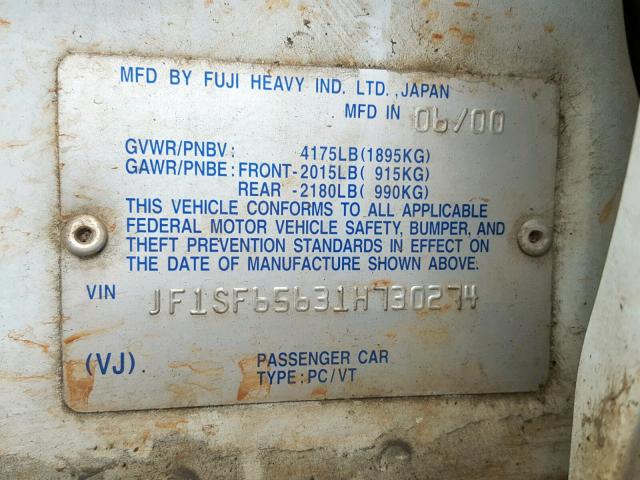 MFD BY FUJI HEAVY IND. LTD., JAPAN
MFD IN 06/00
GVWR/PNBV: 4175LB(1895KG)
GAWR/PNBE: FRONT-2015LB( 915KG)
REAR -2180LB( 990KG)
THIS VEHICLE CONFORMS TO ALL APPLICABLE
FEDERAL MOTOR VEHICLE SAFETY, BUMPER, AND
THEFT PREVENTION STANDARDS IN EFFECT ON
THE DATE OF MANUFACTURE SHOWN ABOVE.
VIN JF1SF65631H730274
(VJ) PASSENGER CAR
TYPE:PC/VT